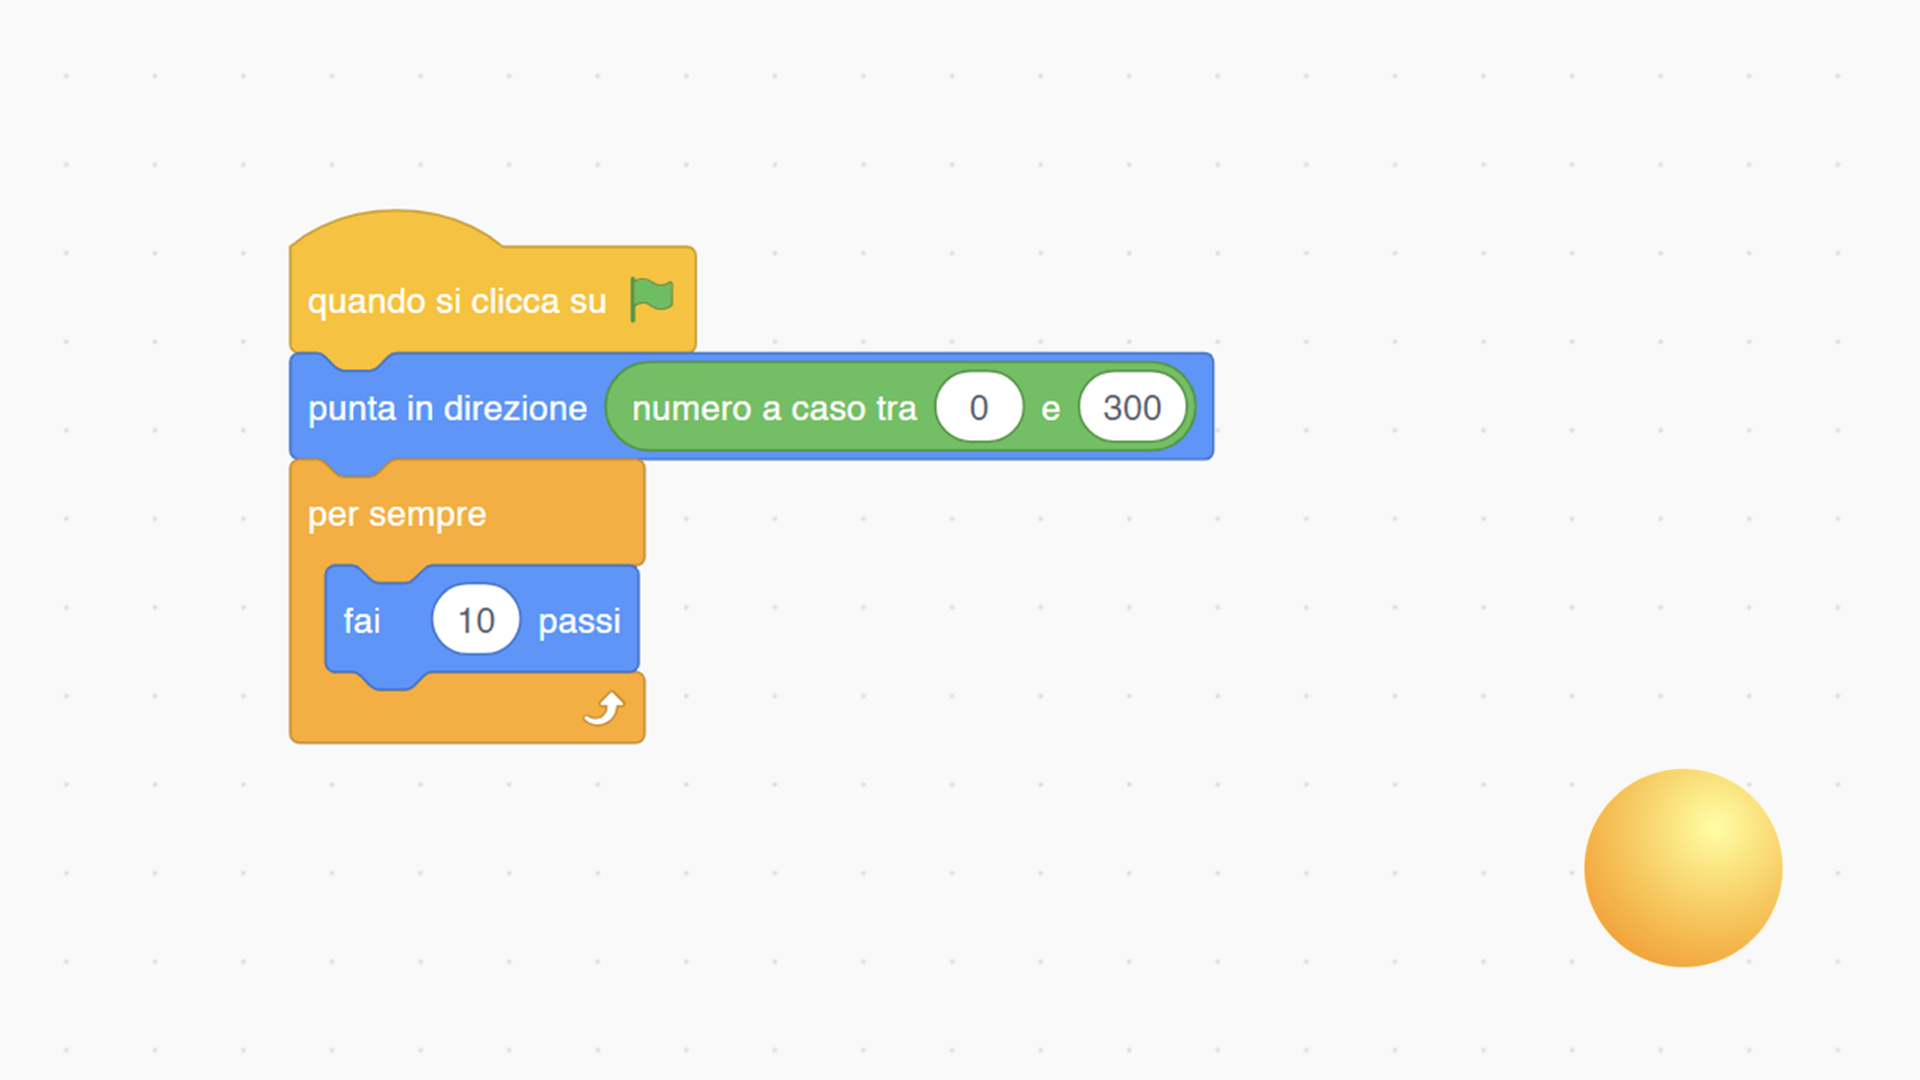 quando si clicca su
punta in direzione numero a caso tra 0 e 300
per sempre
fai 10 passi